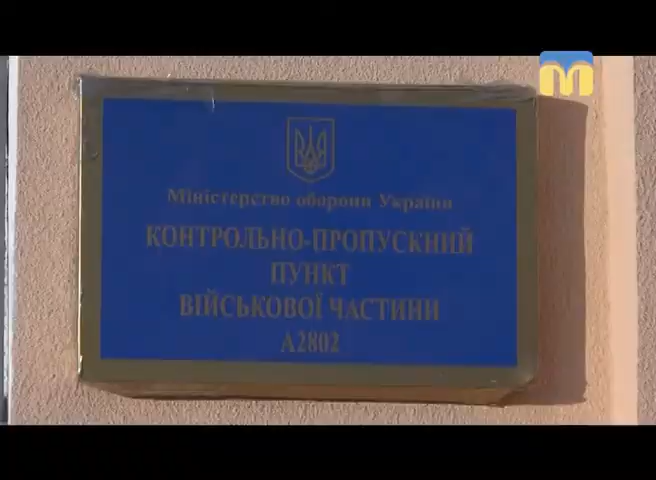 Міністерство оборони України
КОНТРОЛЬНО-ПРОПУСКНИЙ
ПУНКТ
ВІЙСЬКОВОЇ ЧАСТИНИ
А2802